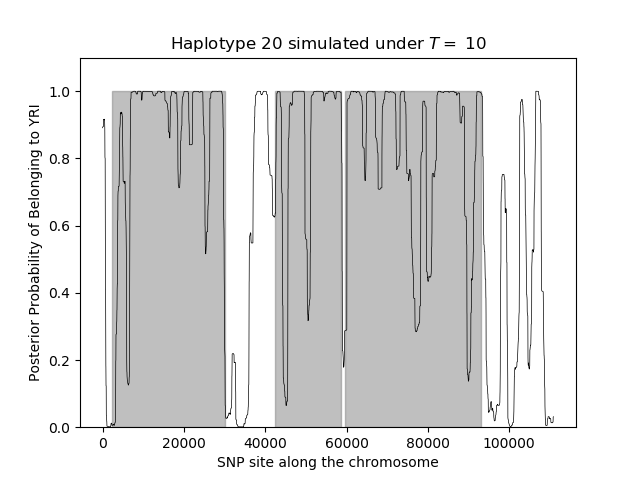 Haplotype 20 simulated under T = 10
Posterior Probability of Belonging to YRI
1.0
0.8
0.6
0.4
0.2
0.0
0 20000 40000 60000 80000 100000
SNP site along the chromosome